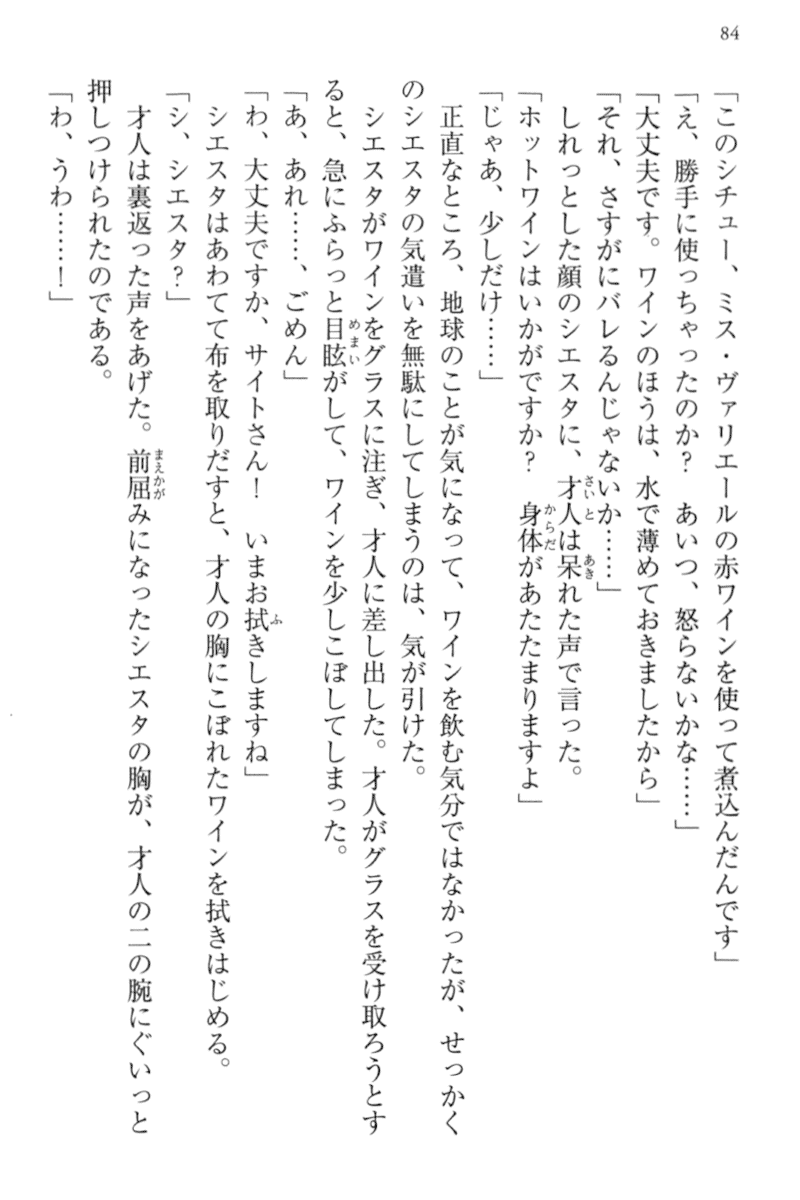 84
「このシチュー、ミス・ヴァリエールの赤ワインを使って煮込んだんです」
「え、勝手に使っちゃったのか？　あいつ、怒らないかな……」
「大丈夫です。ワインのほうは、水で薄めておきましたから」
「それ、さすがにバレるんじゃないか……」
　しれっとした顔のシエスタに、才人は呆れた声で言った。
「ホットワインはいかがですか？　身体があたたまりますよ」
「じゃあ、少しだけ……」
　正直なところ、地球のことが気になって、ワインを飲む気分ではなかったが、せっかく
のシエスタの気遣いを無駄にしてしまうのは、気が引けた。
　シエスタがワインをグラスに注ぎ、才人に差し出した。才人がグラスを受け取ろうとす
ると、急にふらっと目眩がして、ワインを少しこぼしてしまった。
「あ、あれ……、ごめん」
「わ、大丈夫ですか、サイトさん！　いまお拭きしますね」
　シエスタはあわてて布を取りだすと、才人の胸にこぼれたワインを拭きはじめる。
「シ、シエスタ？」
　才人は裏返った声をあげた。前屈みになったシエスタの胸が、才人の二の腕にぐいっと
押しつけられたのである。
「わ、うわ……！」